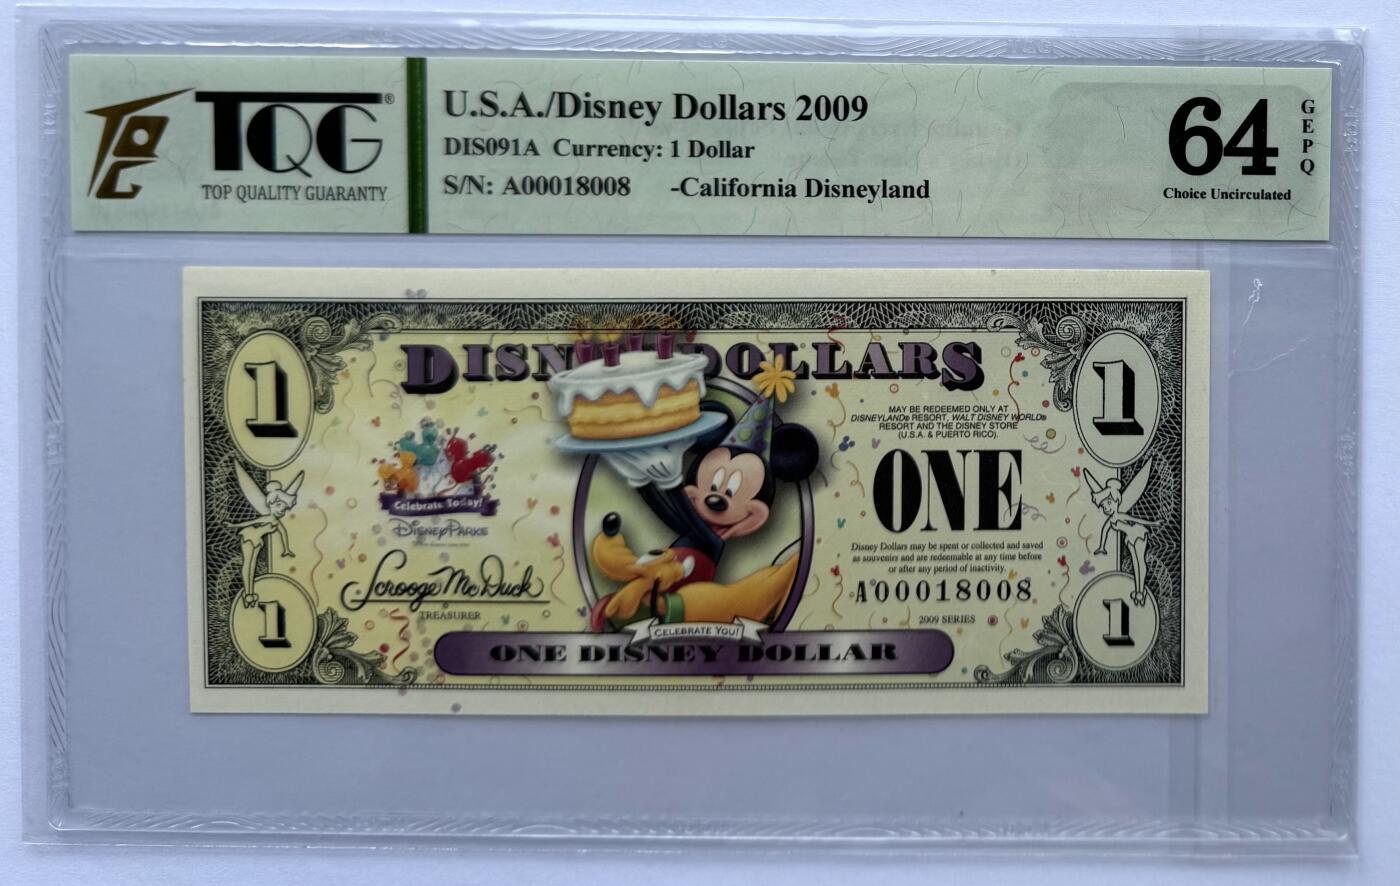 TQG®
TOP QUALITY GUARANTY
U.S.A./Disney Dollars 2009
DIS091A Currency: 1 Dollar
S/N: A00018008 -California Disneyland
64
GEPQ
Choice Uncirculated
DISNEY DOLLARS
1
1
MAY BE REDEEMED ONLY AT
DISNEYLAND® RESORT, WALT DISNEY WORLD®
RESORT AND THE DISNEY STORE
(U.S.A. & PUERTO RICO).
ONE
Celebrate Today!
DISNEY PARKS
Disney Dollars may be spent or collected and saved
as souvenirs and are redeemable at any time before
or after any period of inactivity.
A00018008
Scrooge McDuck
TREASURER
2009 SERIES
1
1
CELEBRATE YOU!
ONE DISNEY DOLLAR